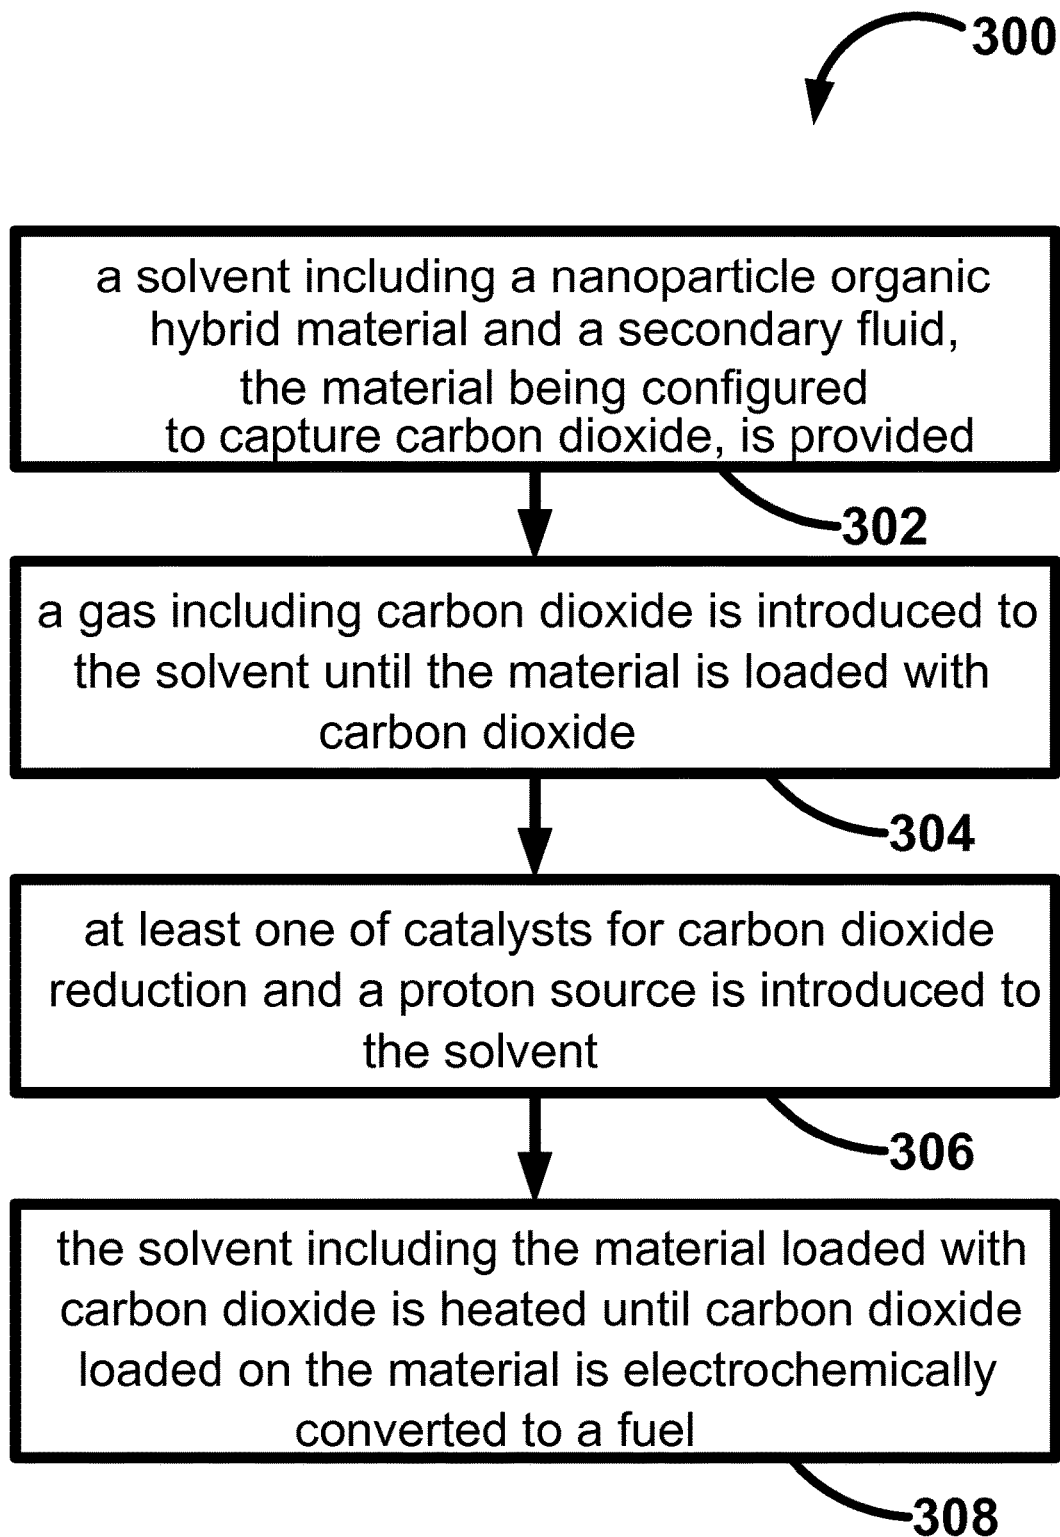 300
a solvent including a nanoparticle organic
hybrid material and a secondary fluid,
the material being configured
to capture carbon dioxide, is provided
302
a gas including carbon dioxide is introduced to
the solvent until the material is loaded with
carbon dioxide
304
at least one of catalysts for carbon dioxide
reduction and a proton source is introduced to
the solvent
306
the solvent including the material loaded with
carbon dioxide is heated until carbon dioxide
loaded on the material is electrochemically
converted to a fuel
308